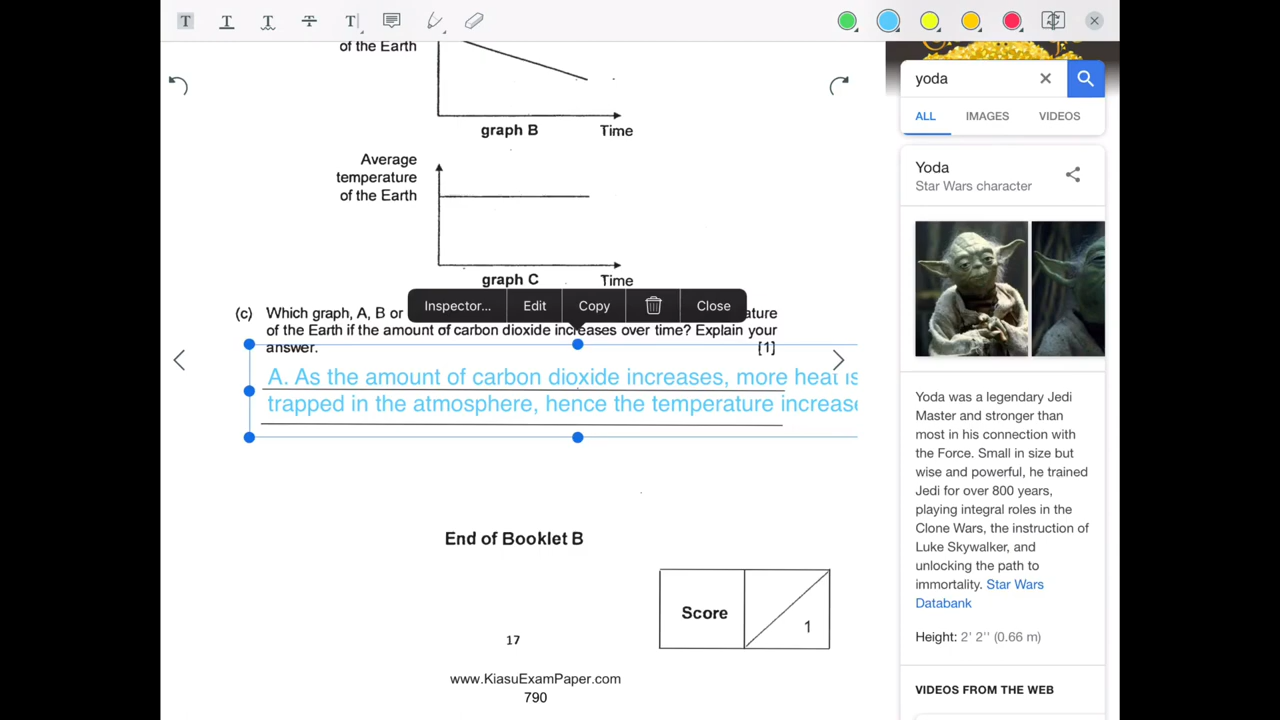 of the Earth
graph B
Time
Average
temperature
of the Earth
graph C
Time
Inspector...
Edit
Copy
Close
(c) Which graph, A, B or
ature
of the Earth if the amount of carbon dioxide increases over time? Explain your
answer.
[1]
A. As the amount of carbon dioxide increases, more heat is
trapped in the atmosphere, hence the temperature increase
End of Booklet B
Score
1
17
www.KiasuExamPaper.com
790
yoda
ALL
IMAGES
VIDEOS
Yoda
Star Wars character
Yoda was a legendary Jedi
Master and stronger than
most in his connection with
the Force. Small in size but
wise and powerful, he trained
Jedi for over 800 years,
playing integral roles in the
Clone Wars, the instruction of
Luke Skywalker, and
unlocking the path to
immortality. Star Wars
Databank
Height: 2' 2" (0.66 m)
VIDEOS FROM THE WEB